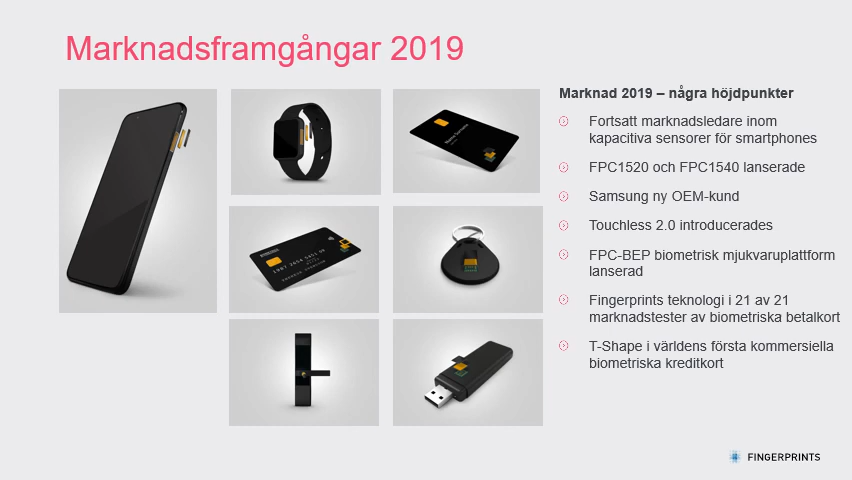 Marknadsframgångar 2019
Marknad 2019 – några höjdpunkter
Fortsatt marknadsledare inom
kapacitiva sensorer för smartphones
FPC1520 och FPC1540 lanserade
Samsung ny OEM-kund
Touchless 2.0 introducerades
FPC-BEP biometrisk mjukvaruplattform
lanserad
Fingerprints teknologi i 21 av 21
marknadstester av biometriska betalkort
T-Shape i världens första kommersiella
biometriska kreditkort
FINGERPRINTS